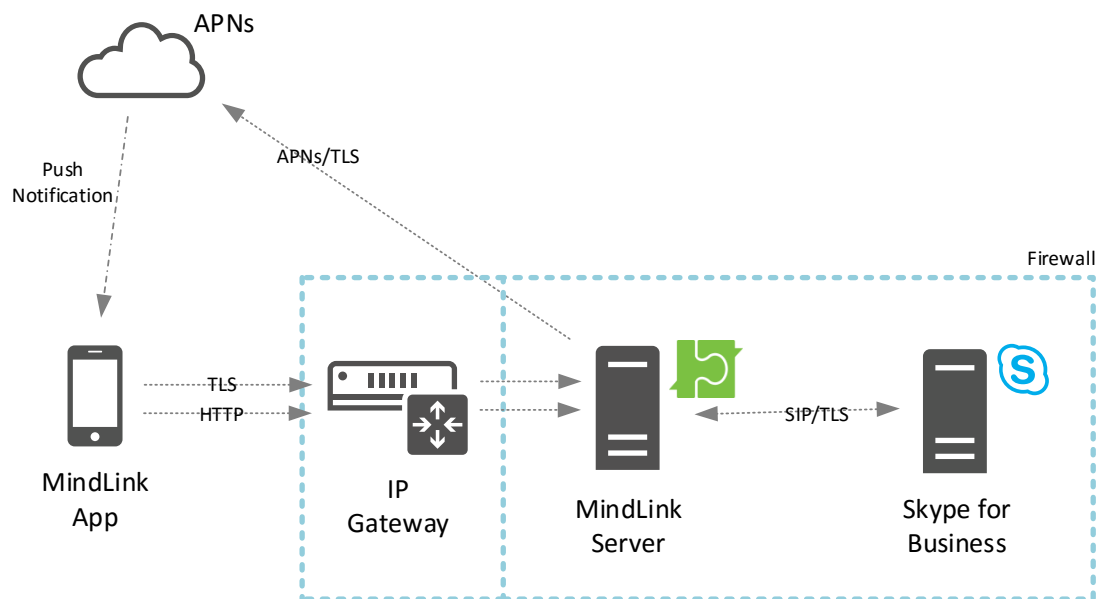 APNs
Push
Notification
APNs/TLS
Firewall
TLS
HTTP
SIP/TLS
S
MindLink
App
IP
Gateway
MindLink
Server
Skype for
Business